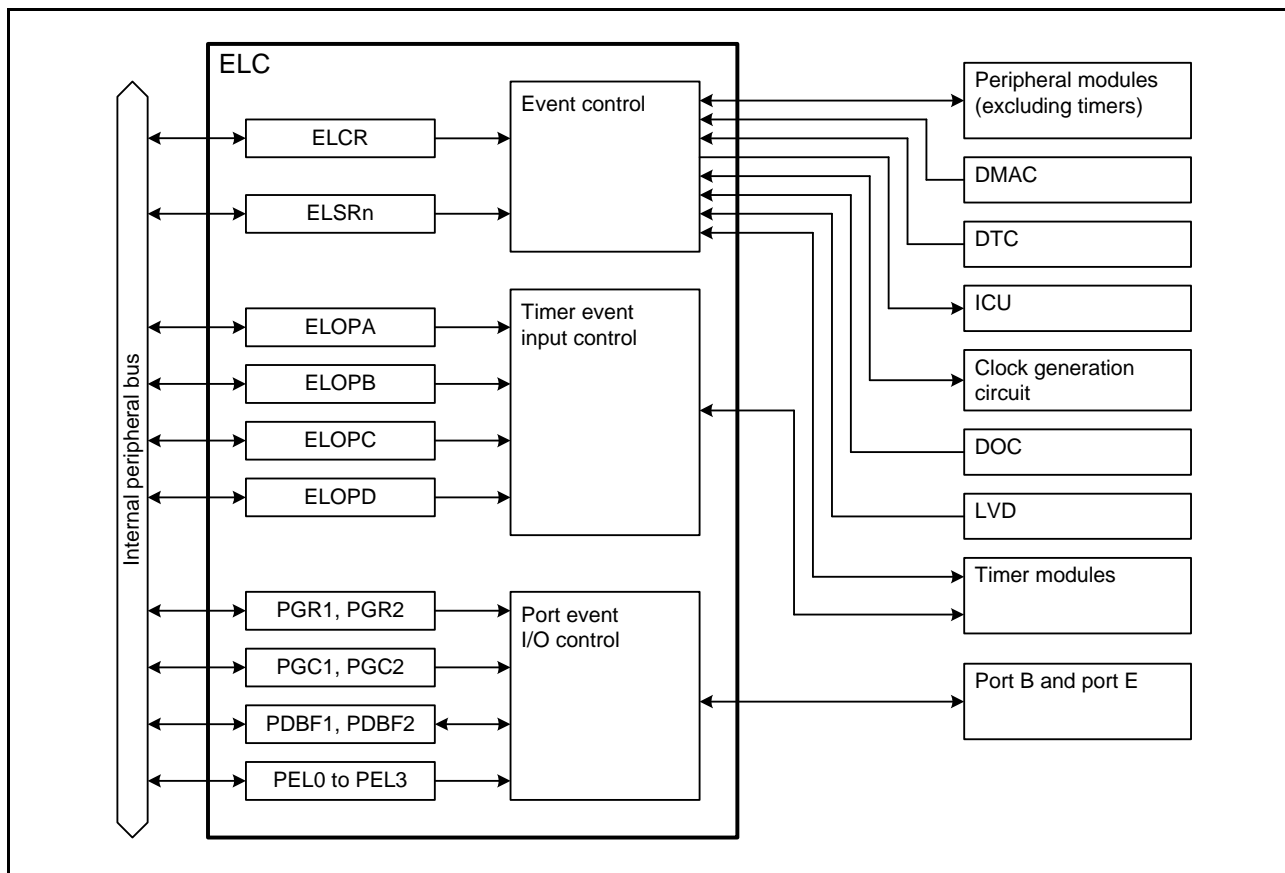 ELC
Internal peripheral bus
ELCR
ELSRn
ELOPA
ELOPB
ELOPC
ELOPD
PGR1, PGR2
PGC1, PGC2
PDBF1, PDBF2
PEL0 to PEL3
Event control
Timer event
input control
Port event
I/O control
Peripheral modules
(excluding timers)
DMAC
DTC
ICU
Clock generation
circuit
DOC
LVD
Timer modules
Port B and port E